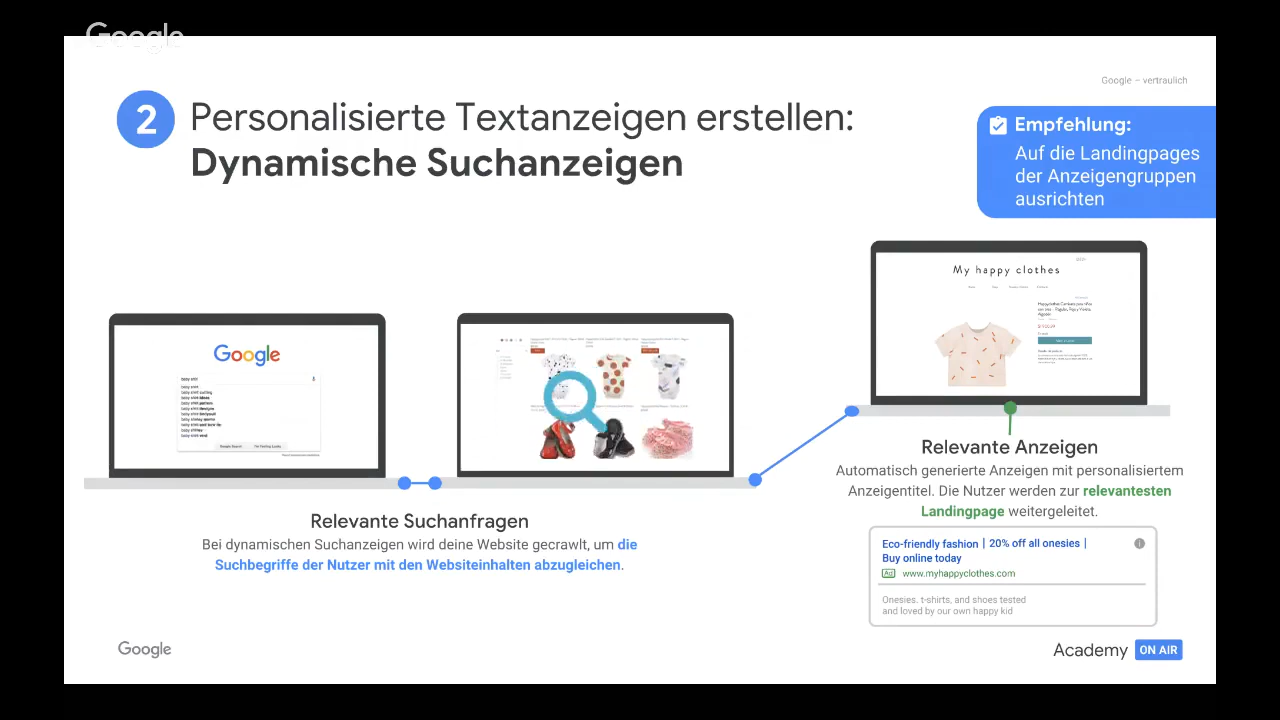 Google
Google – vertraulich
2
Personalisierte Textanzeigen erstellen:
Dynamische Suchanzeigen
Empfehlung:
Auf die Landingpages
der Anzeigengruppen
ausrichten
Google
baby shirt
My happy clothes
Relevante Suchanfragen
Bei dynamischen Suchanzeigen wird deine Website gecrawlt, um die
Suchbegriffe der Nutzer mit den Websiteinhalten abzugleichen.
Relevante Anzeigen
Automatisch generierte Anzeigen mit personalisiertem
Anzeigentitel. Die Nutzer werden zur relevantesten
Landingpage weitergeleitet.
Eco-friendly fashion | 20% off all onesies |
Buy online today
Ad www.myhappyclothes.com
Onesies. t-shirts, and shoes tested
and loved by our own happy kid
Google
Academy ON AIR